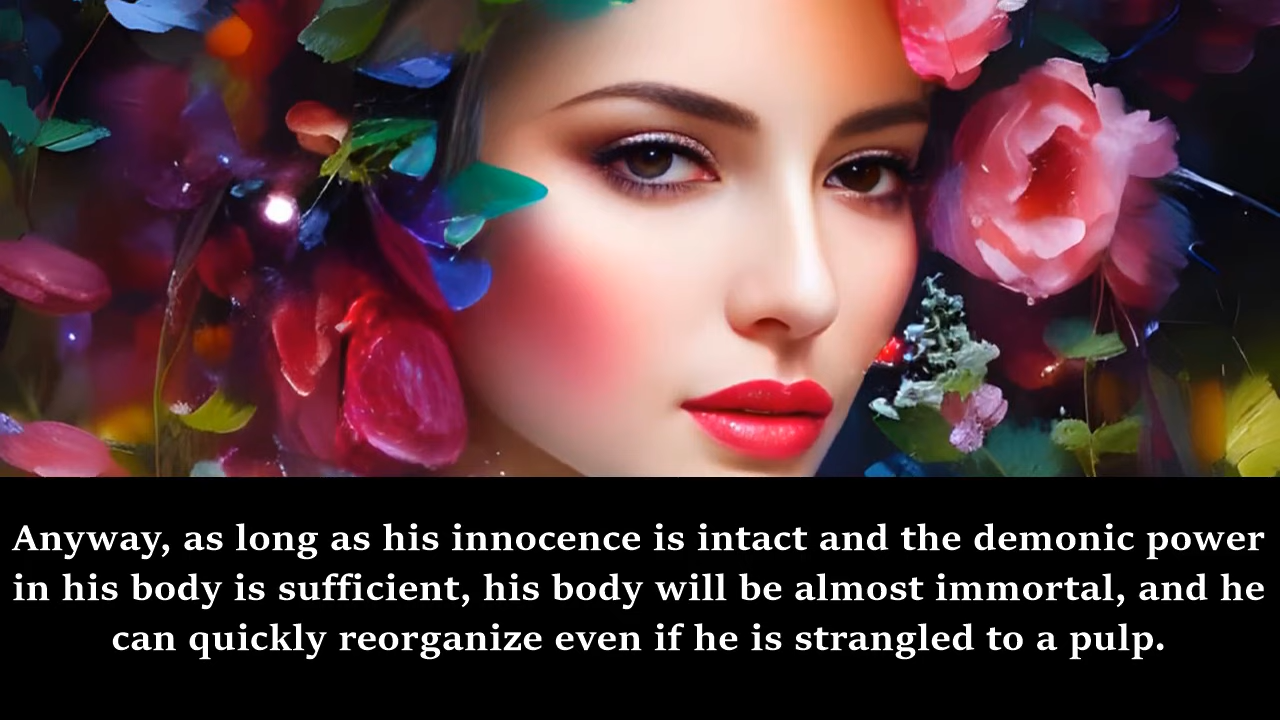 Anyway, as long as his innocence is intact and the demonic power
in his body is sufficient, his body will be almost immortal, and he
can quickly reorganize even if he is strangled to a pulp.